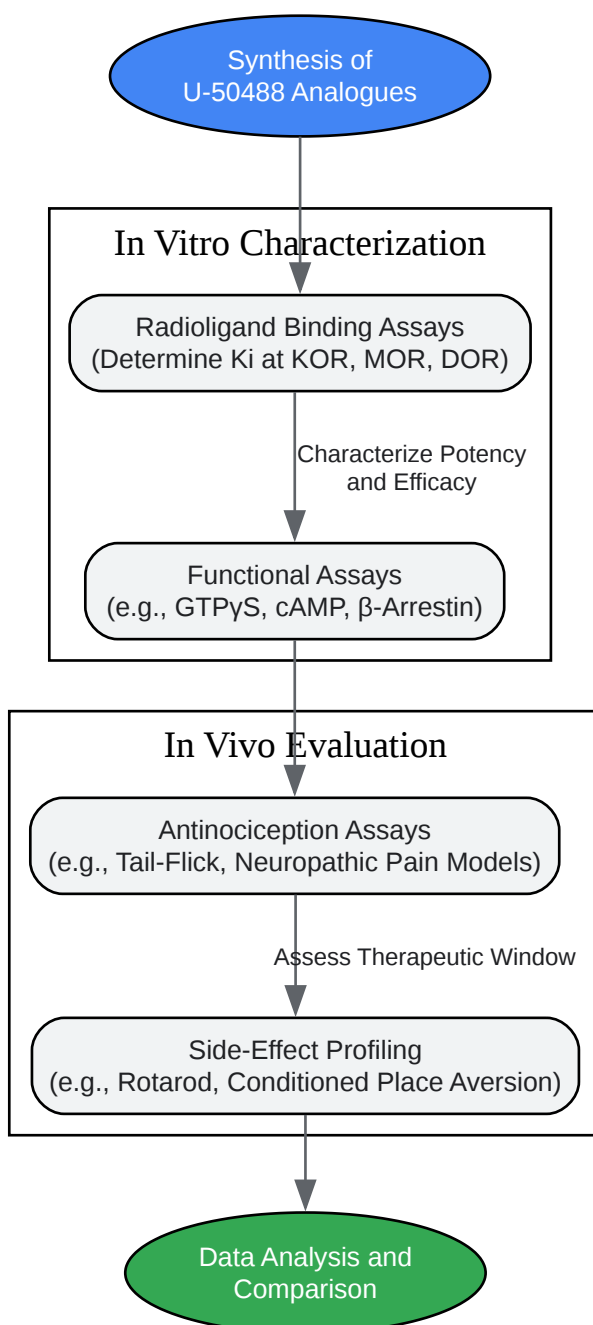 Synthesis of
U-50488 Analogues
In Vitro Characterization
Radioligand Binding Assays
(Determine Ki at KOR, MOR, DOR)
Characterize Potency
and Efficacy
Functional Assays
(e.g., GTPγS, cAMP, β-Arrestin)
In Vivo Evaluation
Antinociception Assays
(e.g., Tail-Flick, Neuropathic Pain Models)
Assess Therapeutic Window
Side-Effect Profiling
(e.g., Rotarod, Conditioned Place Aversion)
Data Analysis and
Comparison